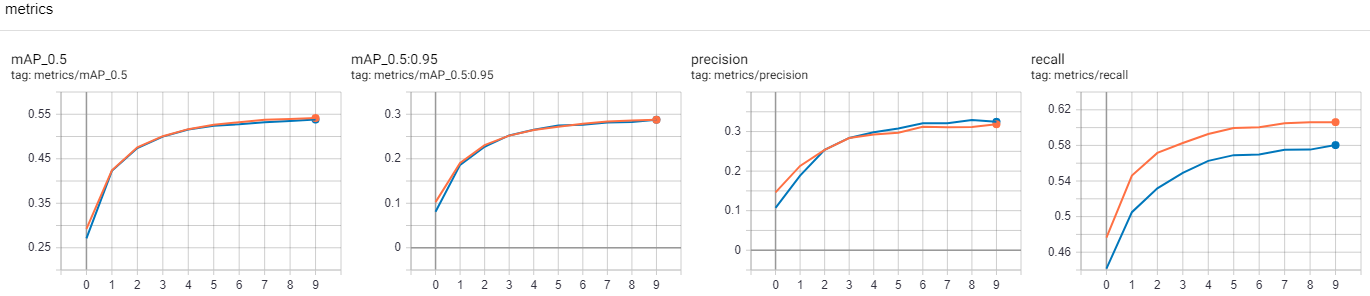 metrics
mAP_0.5
tag: metrics/mAP_0.5
0.55
0.45
0.35
0.25
0 1 2 3 4 5 6 7 8 9
mAP_0.5:0.95
tag: metrics/mAP_0.5:0.95
0.3
0.2
0.1
0
0 1 2 3 4 5 6 7 8 9
precision
tag: metrics/precision
0.3
0.2
0.1
0
0 1 2 3 4 5 6 7 8 9
recall
tag: metrics/recall
0.62
0.58
0.54
0.5
0.46
0 1 2 3 4 5 6 7 8 9